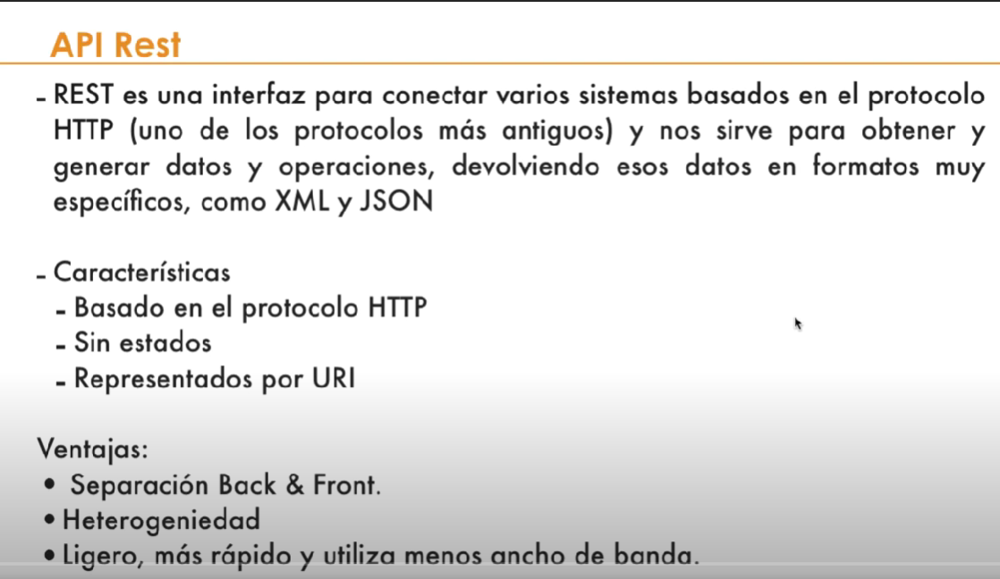 API Rest
- REST es una interfaz para conectar varios sistemas basados en el protocolo
HTTP (uno de los protocolos más antiguos) y nos sirve para obtener y
generar datos y operaciones, devolviendo esos datos en formatos muy
específicos, como XML y JSON
- Características
- Basado en el protocolo HTTP
- Sin estados
- Representados por URI
Ventajas:
• Separación Back & Front.
• Heterogeniedad
• Ligero, más rápido y utiliza menos ancho de banda.